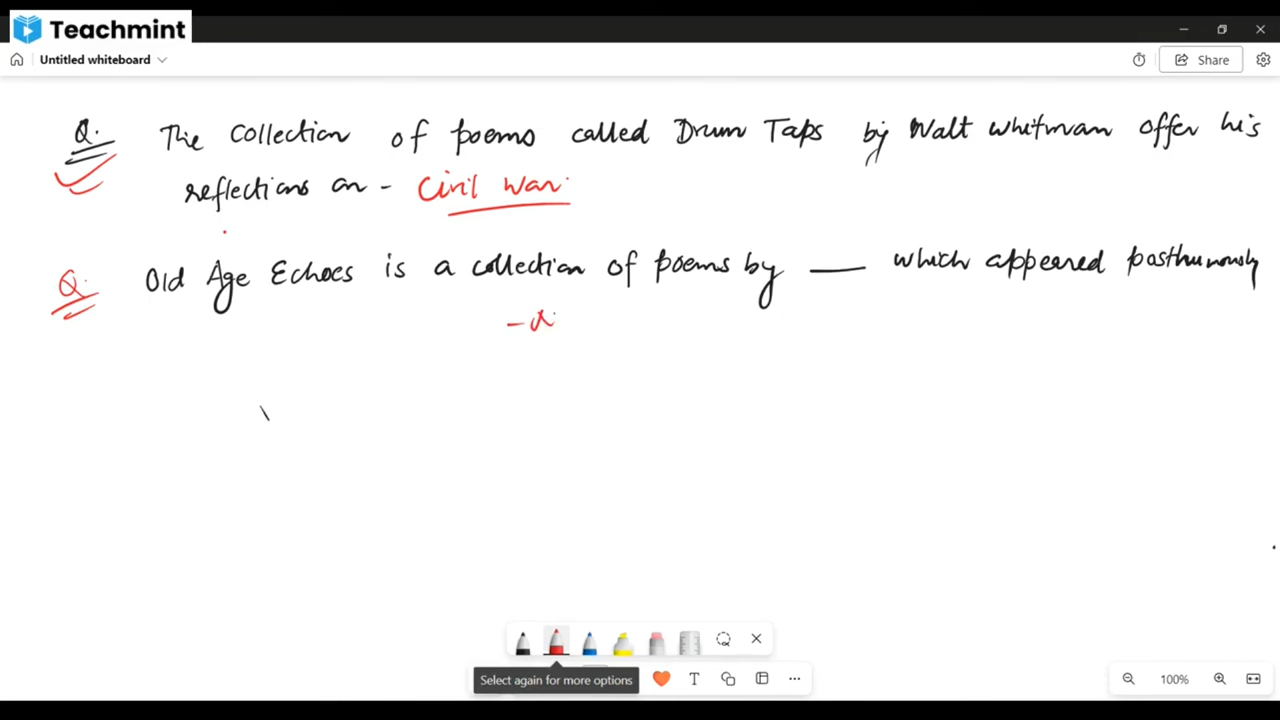 Teachmint
Untitled whiteboard
Share
Q. The Collection of poems called Drum Taps by Walt Whitman offer his
reflections on - Civil War.
Q. Old Age Echoes is a collection of poems by ___ which appeared posthumously
Select again for more options
T
100%